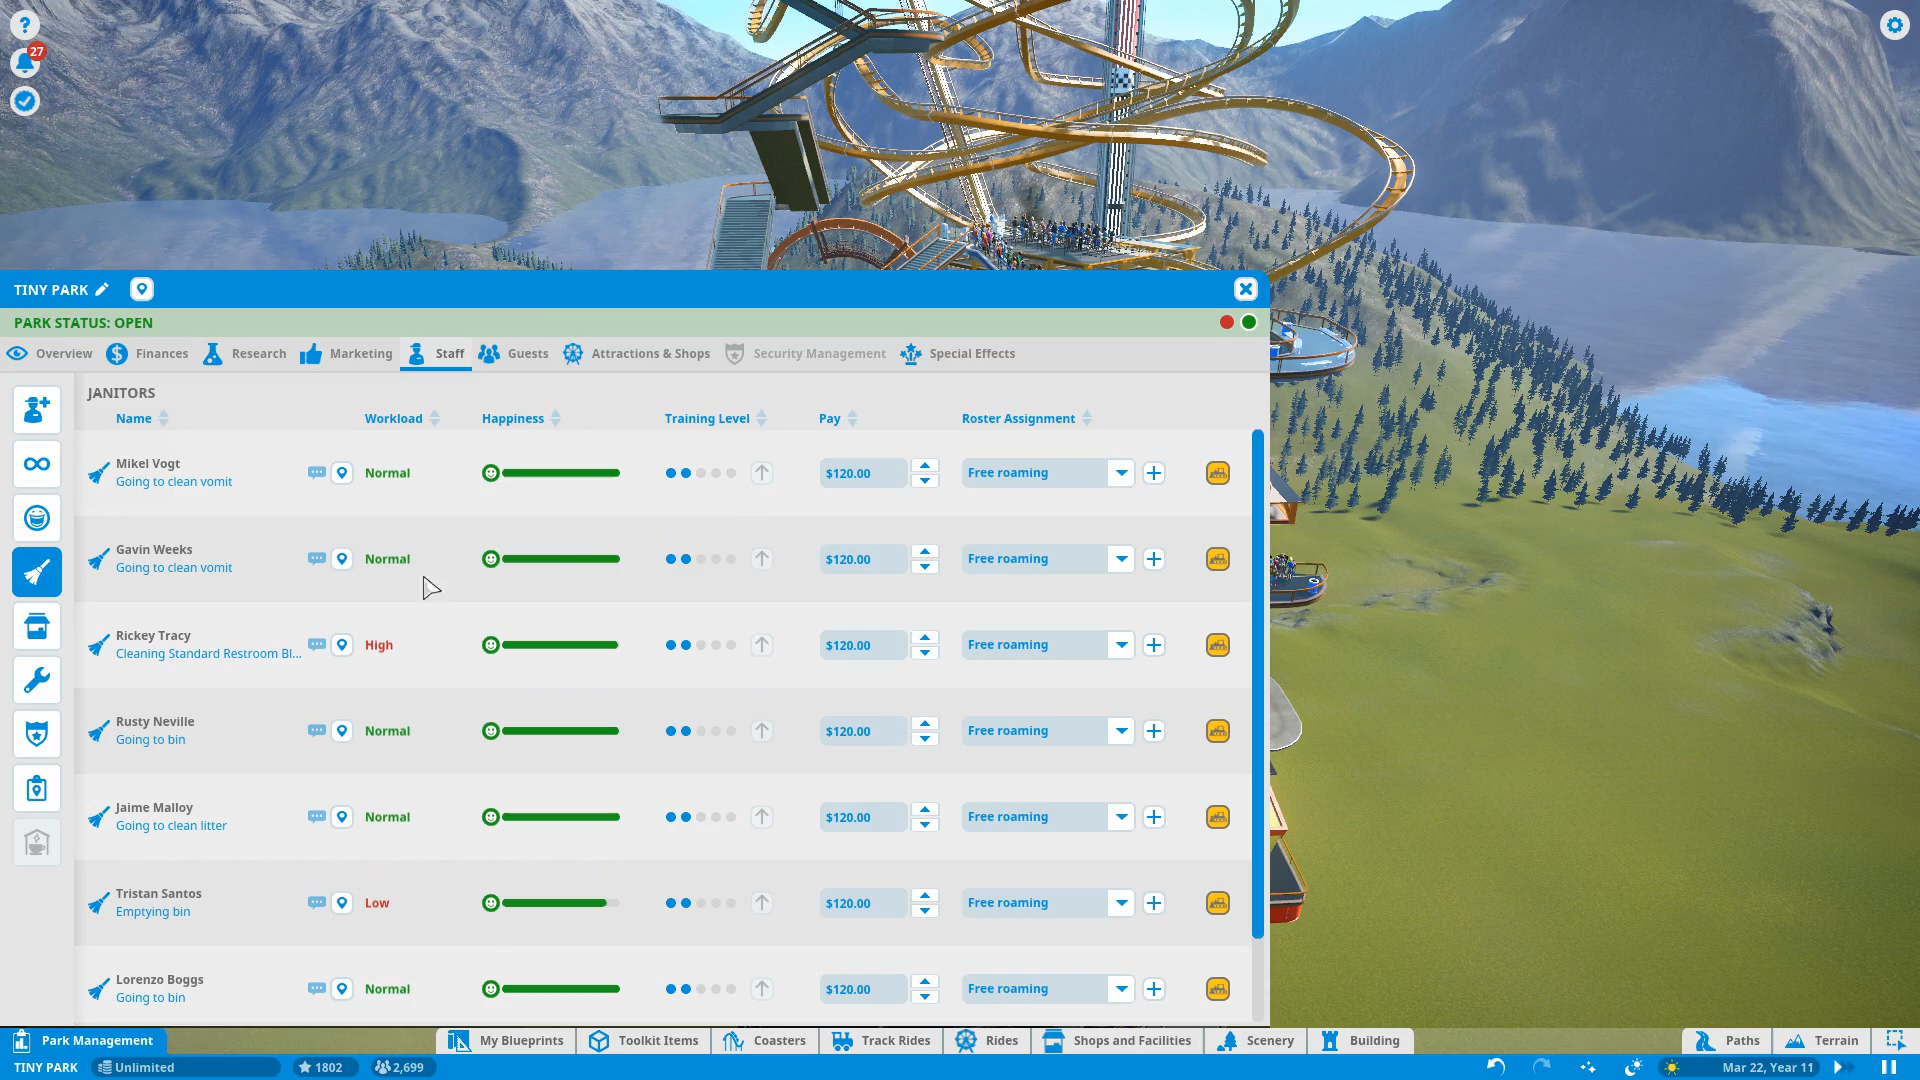 ?
27
TINY PARK
PARK STATUS: OPEN
Overview Finances Research Marketing Staff Guests Attractions & Shops Security Management Special Effects
JANITORS
Name Workload Happiness Training Level Pay Roster Assignment
Mikel Vogt
Going to clean vomit
Normal $120.00 Free roaming
Gavin Weeks
Going to clean vomit
Normal $120.00 Free roaming
Rickey Tracy
Cleaning Standard Restroom Bl...
High $120.00 Free roaming
Rusty Neville
Going to bin
Normal $120.00 Free roaming
Jaime Malloy
Going to clean litter
Normal $120.00 Free roaming
Tristan Santos
Emptying bin
Low $120.00 Free roaming
Lorenzo Boggs
Going to bin
Normal $120.00 Free roaming
Park Management My Blueprints Toolkit Items Coasters Track Rides Rides Shops and Facilities Scenery Building Paths Terrain
TINY PARK Unlimited 1802 2,699 Mar 22, Year 11